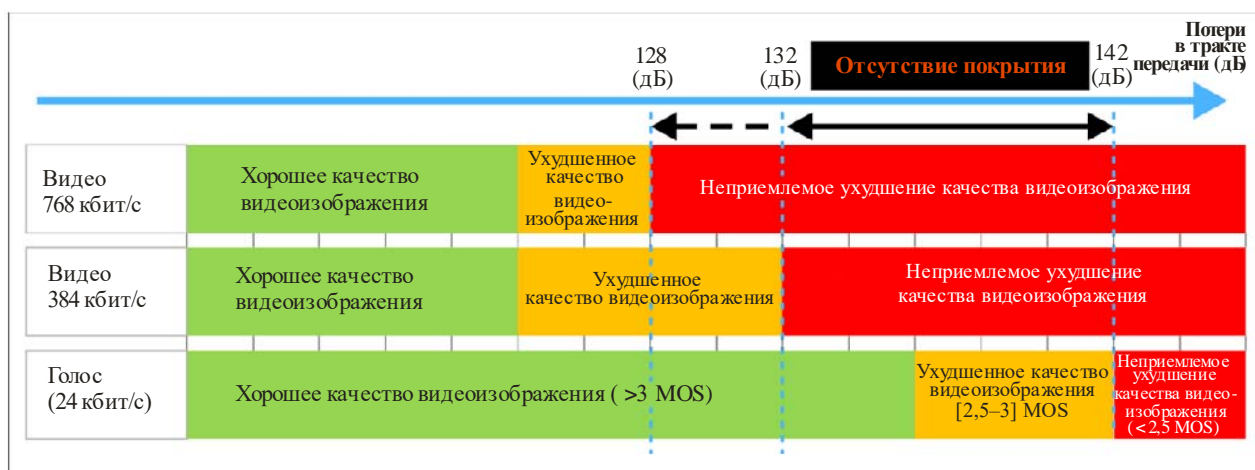 Потери
в тракте
передачи (дБ)
128
(дБ)
132
(дБ)
Отсутствие покрытия
142
(дБ)
Видео
768 кбит/с
Хорошее качество
видеоизображения
Ухудшенное
качество
видео-
изображения
Неприемлемое ухудшение качества видеоизображения
Видео
384 кбит/с
Хорошее качество
видеоизображения
Ухудшенное
качество видеоизображения
Неприемлемое ухудшение
качества видеоизображения
Голос
(24 кбит/с)
Хорошее качество видеоизображения ( >3 MOS)
Ухудшенное качество
видеоизображения
[2,5–3] MOS
Неприемлемое
ухудшение
качества видео-
изображения
(<2,5 MOS)